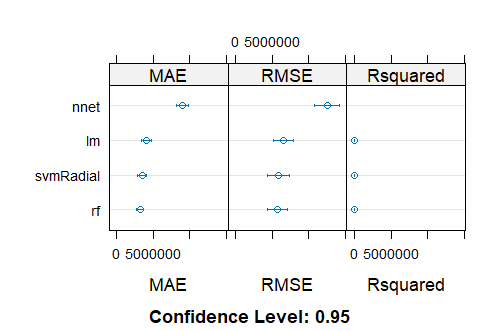 0 5000000
MAE RMSE Rsquared
nnet
lm
svmRadial
rf
0 5000000 0 5000000
MAE RMSE Rsquared
Confidence Level: 0.95